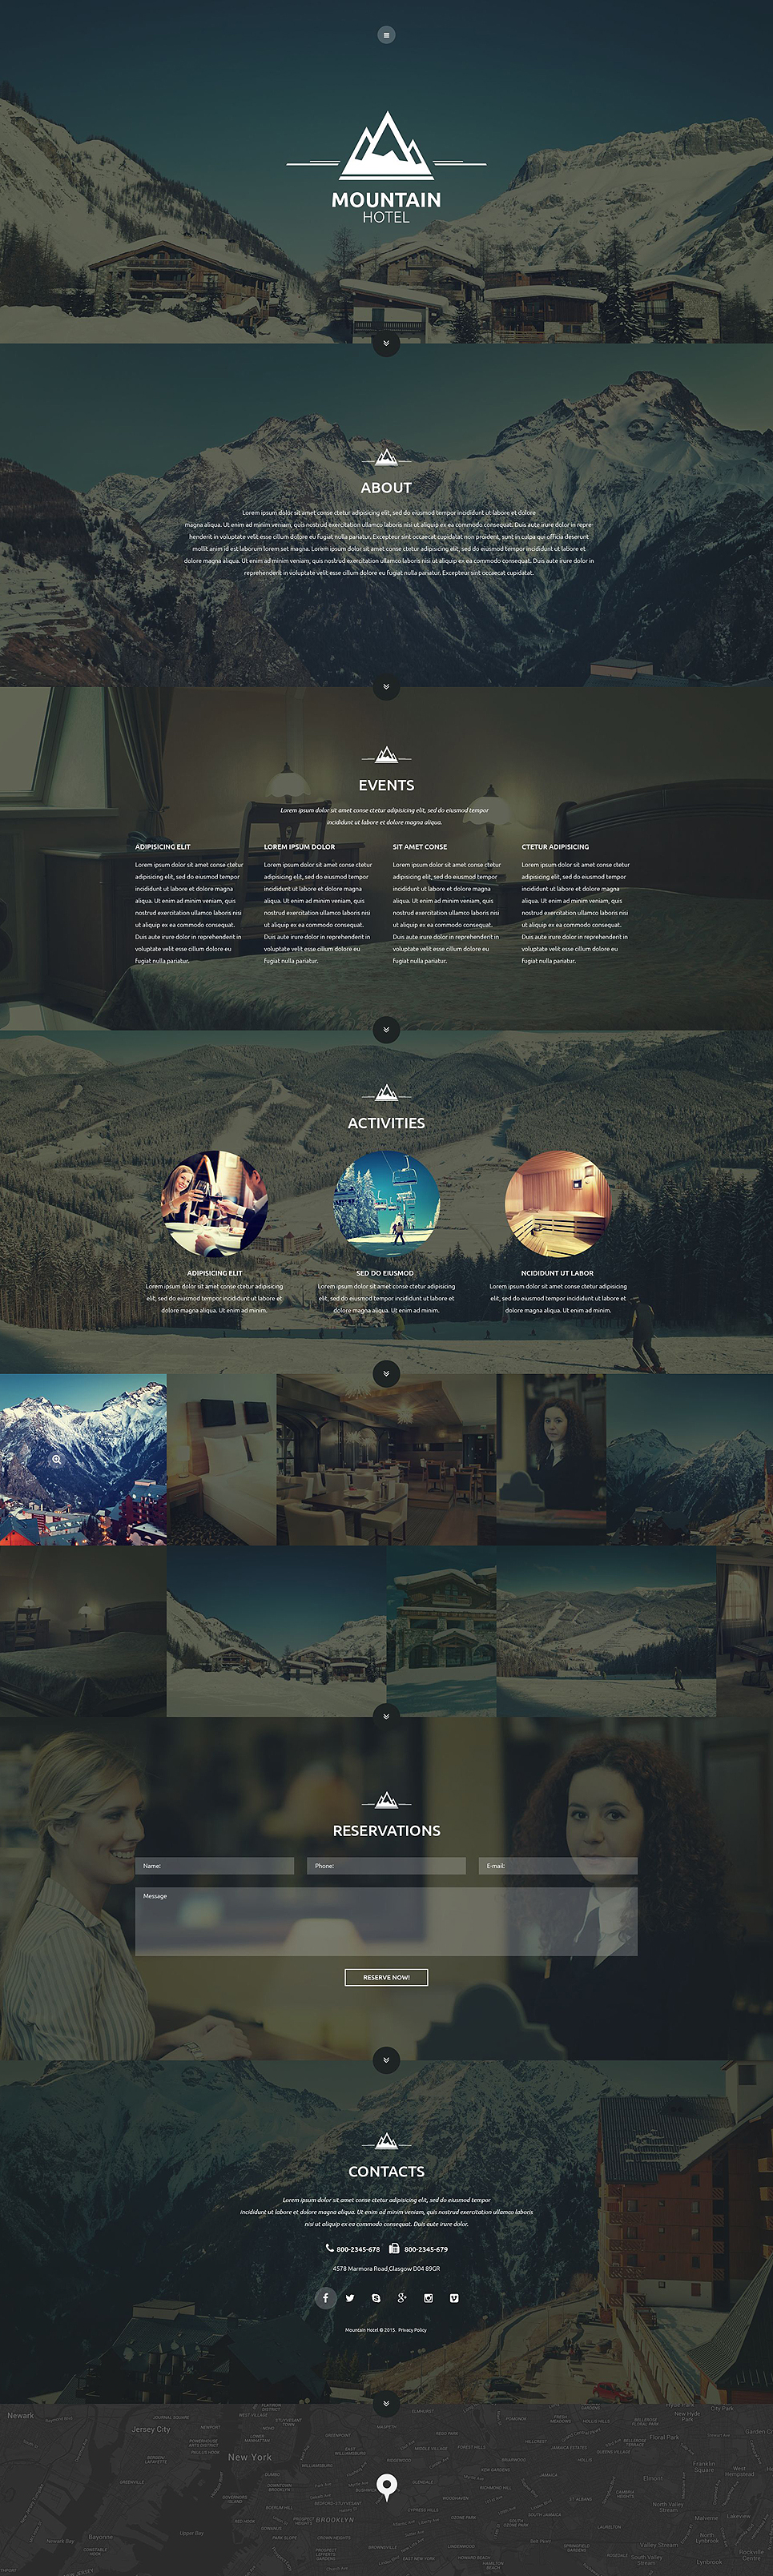 MOUNTAIN
HOTEL
ABOUT
Lorem ipsum dolor sit amet conse ctetur adipisicing elit, sed do eiusmod tempor incididunt ut labore et dolore
magna aliqua. Ut enim ad minim veniam, quis nostrud exercitation ullamco laboris nisi ut aliquip ex ea commodo consequat. Duis aute irure dolor in repre-
henderit in voluptate velit esse cillum dolore eu fugiat nulla pariatur. Excepteur sint occaecat cupidatat non proident, sunt in culpa qui officia deserunt
mollit anim id est laborum lorem set magna. Lorem ipsum dolor sit amet conse ctetur adipisicing elit, sed do eiusmod tempor incididunt ut labore et
dolore magna aliqua. Ut enim ad minim veniam, quis nostrud exercitation ullamco laboris nisi ut aliquip ex ea commodo consequat. Duis aute irure dolor in
reprehenderit in voluptate velit esse cillum dolore eu fugiat nulla pariatur. Excepteur sint occaecat cupidatat.
EVENTS
Lorem ipsum dolor sit amet conse ctetur adipisicing elit, sed do eiusmod tempor
incididunt ut labore et dolore magna aliqua.
ADIPISICING ELIT
Lorem ipsum dolor sit amet conse ctetur
adipisicing elit, sed do eiusmod tempor
incididunt ut labore et dolore magna
aliqua. Ut enim ad minim veniam, quis
nostrud exercitation ullamco laboris nisi
ut aliquip ex ea commodo consequat.
Duis aute irure dolor in reprehenderit in
voluptate velit esse cillum dolore eu
fugiat nulla pariatur.
LOREM IPSUM DOLOR
Lorem ipsum dolor sit amet conse ctetur
adipisicing elit, sed do eiusmod tempor
incididunt ut labore et dolore magna
aliqua. Ut enim ad minim veniam, quis
nostrud exercitation ullamco laboris nisi
ut aliquip ex ea commodo consequat.
Duis aute irure dolor in reprehenderit in
voluptate velit esse cillum dolore eu
fugiat nulla pariatur.
SIT AMET CONSE
Lorem ipsum dolor sit amet conse ctetur
adipisicing elit, sed do eiusmod tempor
incididunt ut labore et dolore magna
aliqua. Ut enim ad minim veniam, quis
nostrud exercitation ullamco laboris nisi
ut aliquip ex ea commodo consequat.
Duis aute irure dolor in reprehenderit in
voluptate velit esse cillum dolore eu
fugiat nulla pariatur.
CTETUR ADIPISICING
Lorem ipsum dolor sit amet conse ctetur
adipisicing elit, sed do eiusmod tempor
incididunt ut labore et dolore magna
aliqua. Ut enim ad minim veniam, quis
nostrud exercitation ullamco laboris nisi
ut aliquip ex ea commodo consequat.
Duis aute irure dolor in reprehenderit in
voluptate velit esse cillum dolore eu
fugiat nulla pariatur.
ACTIVITIES
ADIPISICING ELIT
Lorem ipsum dolor sit amet conse ctetur adipisicing
elit, sed do eiusmod tempor incididunt ut labore et
dolore magna aliqua. Ut enim ad minim.
SED DO EIUSMOD
Lorem ipsum dolor sit amet conse ctetur adipisicing
elit, sed do eiusmod tempor incididunt ut labore et
dolore magna aliqua. Ut enim ad minim.
NCIDIDUNT UT LABOR
Lorem ipsum dolor sit amet conse ctetur adipisicing
elit, sed do eiusmod tempor incididunt ut labore et
dolore magna aliqua. Ut enim ad minim.
RESERVATIONS
Name:
Phone:
E-mail:
Message
RESERVE NOW!
CONTACTS
Lorem ipsum dolor sit amet conse ctetur adipisicing elit, sed do eiusmod tempor
incididunt ut labore et dolore magna aliqua. Ut enim ad minim veniam, quis nostrud exercitation ullamco laboris
nisi ut aliquip ex ea commodo consequat. Duis aute irure dolor.
800-2345-678 800-2345-679
4578 Marmora Road,Glasgow D04 89GR
Mountain Hotel © 2015. Privacy Policy
Newark
Jersey City
New York
BROOKLYN
Bayonne
Upper Bay
Newark Bay
Floral Park
New Hyde
Park
Franklin
Square
West
Hempstead
Elmont
North Valley
Stream
Malverne
Lakeview
Rockville
Centre
North
Lynbrook
Valley Stream
South Valley
Stream
Lynbrook